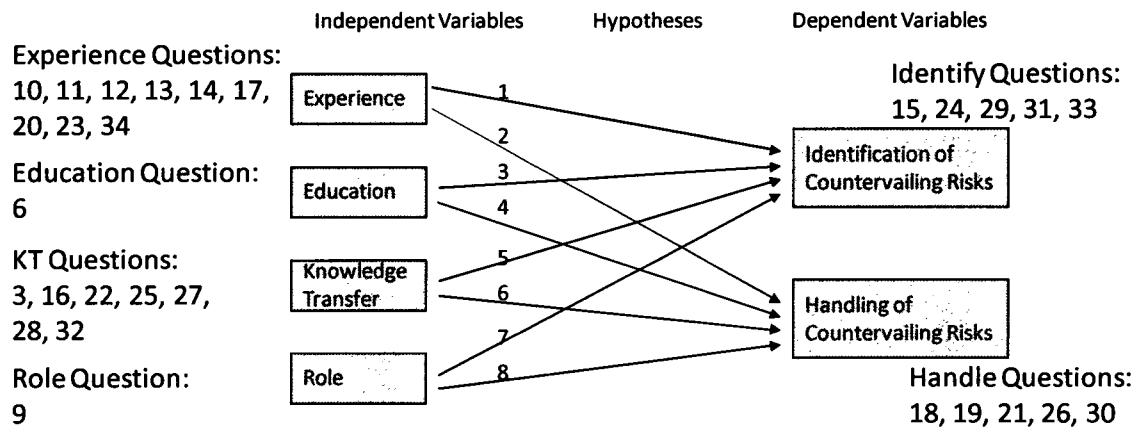 Independent Variables Hypotheses Dependent Variables
Experience Questions:
10, 11, 12, 13, 14, 17,
20, 23, 34
Education Question:
6
KT Questions:
3, 16, 22, 25, 27,
28, 32
Role Question:
9
Experience
Education
Knowledge
Transfer
Role
1
2
3
4
5
6
7
8
Identify Questions:
15, 24, 29, 31, 33
Identification of
Countervailing Risks
Handling of
Countervailing Risks
Handle Questions:
18, 19, 21, 26, 30